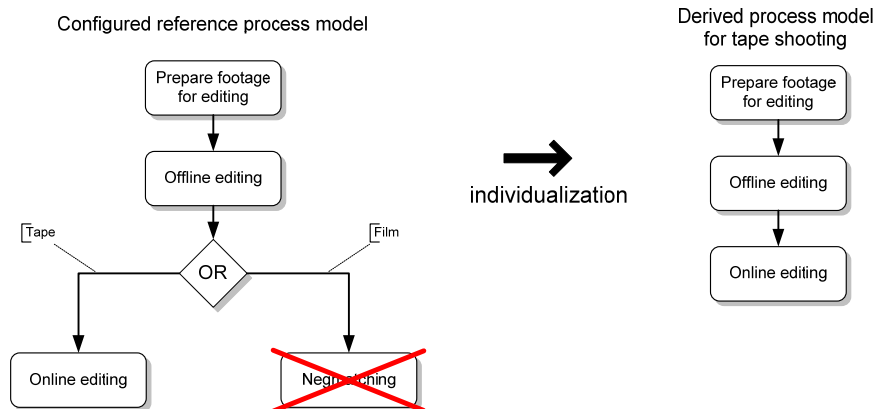 Configured reference process model
Prepare footage
for editing
Offline editing
Tape
Film
OR
Online editing
individualization
Derived process model
for tape shooting
Prepare footage
for editing
Offline editing
Online editing